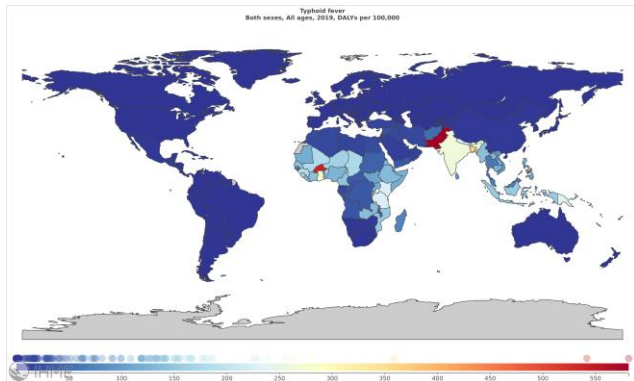 Typhoid fever
Both sexes, All ages, 2019, DALYs per 100,000
IHME
50 100 150 200 250 300 350 400 450 500 550